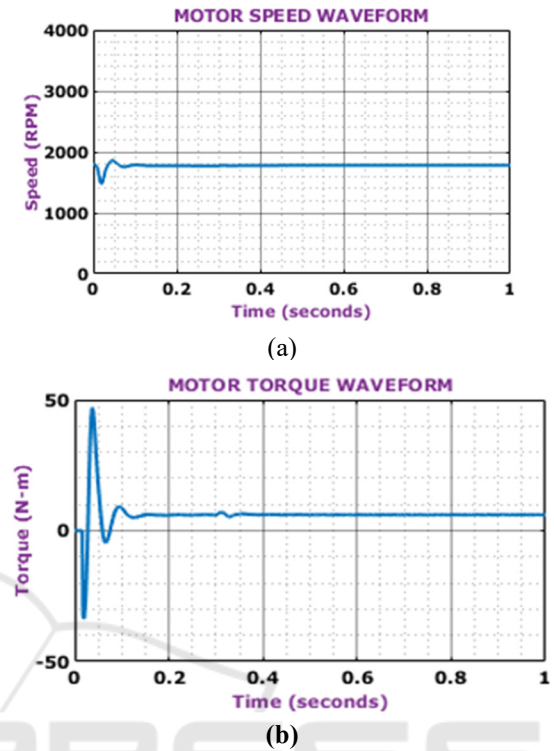 MOTOR SPEED WAVEFORM
4000
3000
2000
1000
0
Speed (RPM)
0 0.2 0.4 0.6 0.8 1
Time (seconds)
(a)
MOTOR TORQUE WAVEFORM
50
0
-50
Torque (N-m)
0 0.2 0.4 0.6 0.8 1
Time (seconds)
(b)